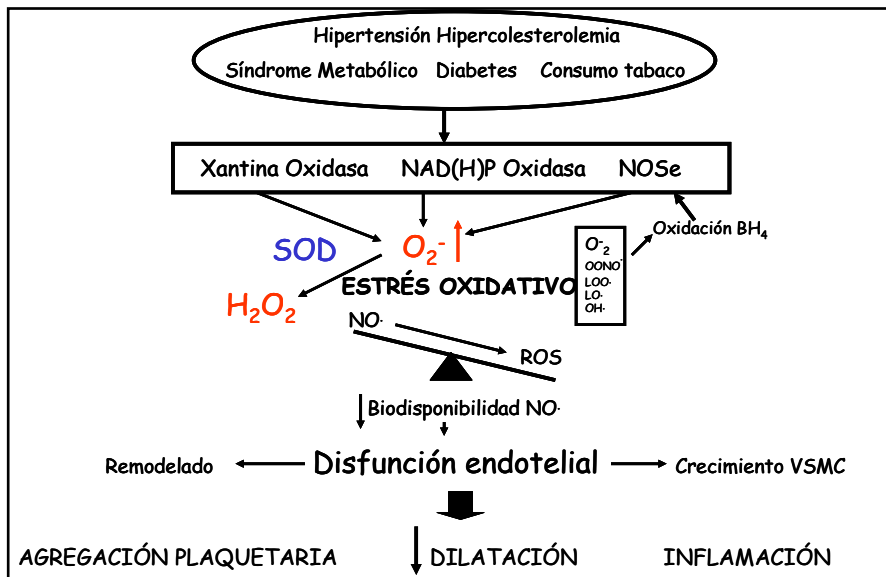 Hipertensión Hipercolesterolemia
Síndrome Metabólico Diabetes Consumo tabaco
Xantina Oxidasa NAD(H)P Oxidasa NOSe
Oxidación BH₄
SOD O₂⁻
O⁻₂
OONO⁻
LOO·
LO·
OH·
ESTRÉS OXIDATIVO
H₂O₂
NO·
ROS
Biodisponibilidad NO·
Remodelado Disfunción endotelial Crecimiento VSMC
AGREGACIÓN PLAQUETARIA DILATACIÓN INFLAMACIÓN